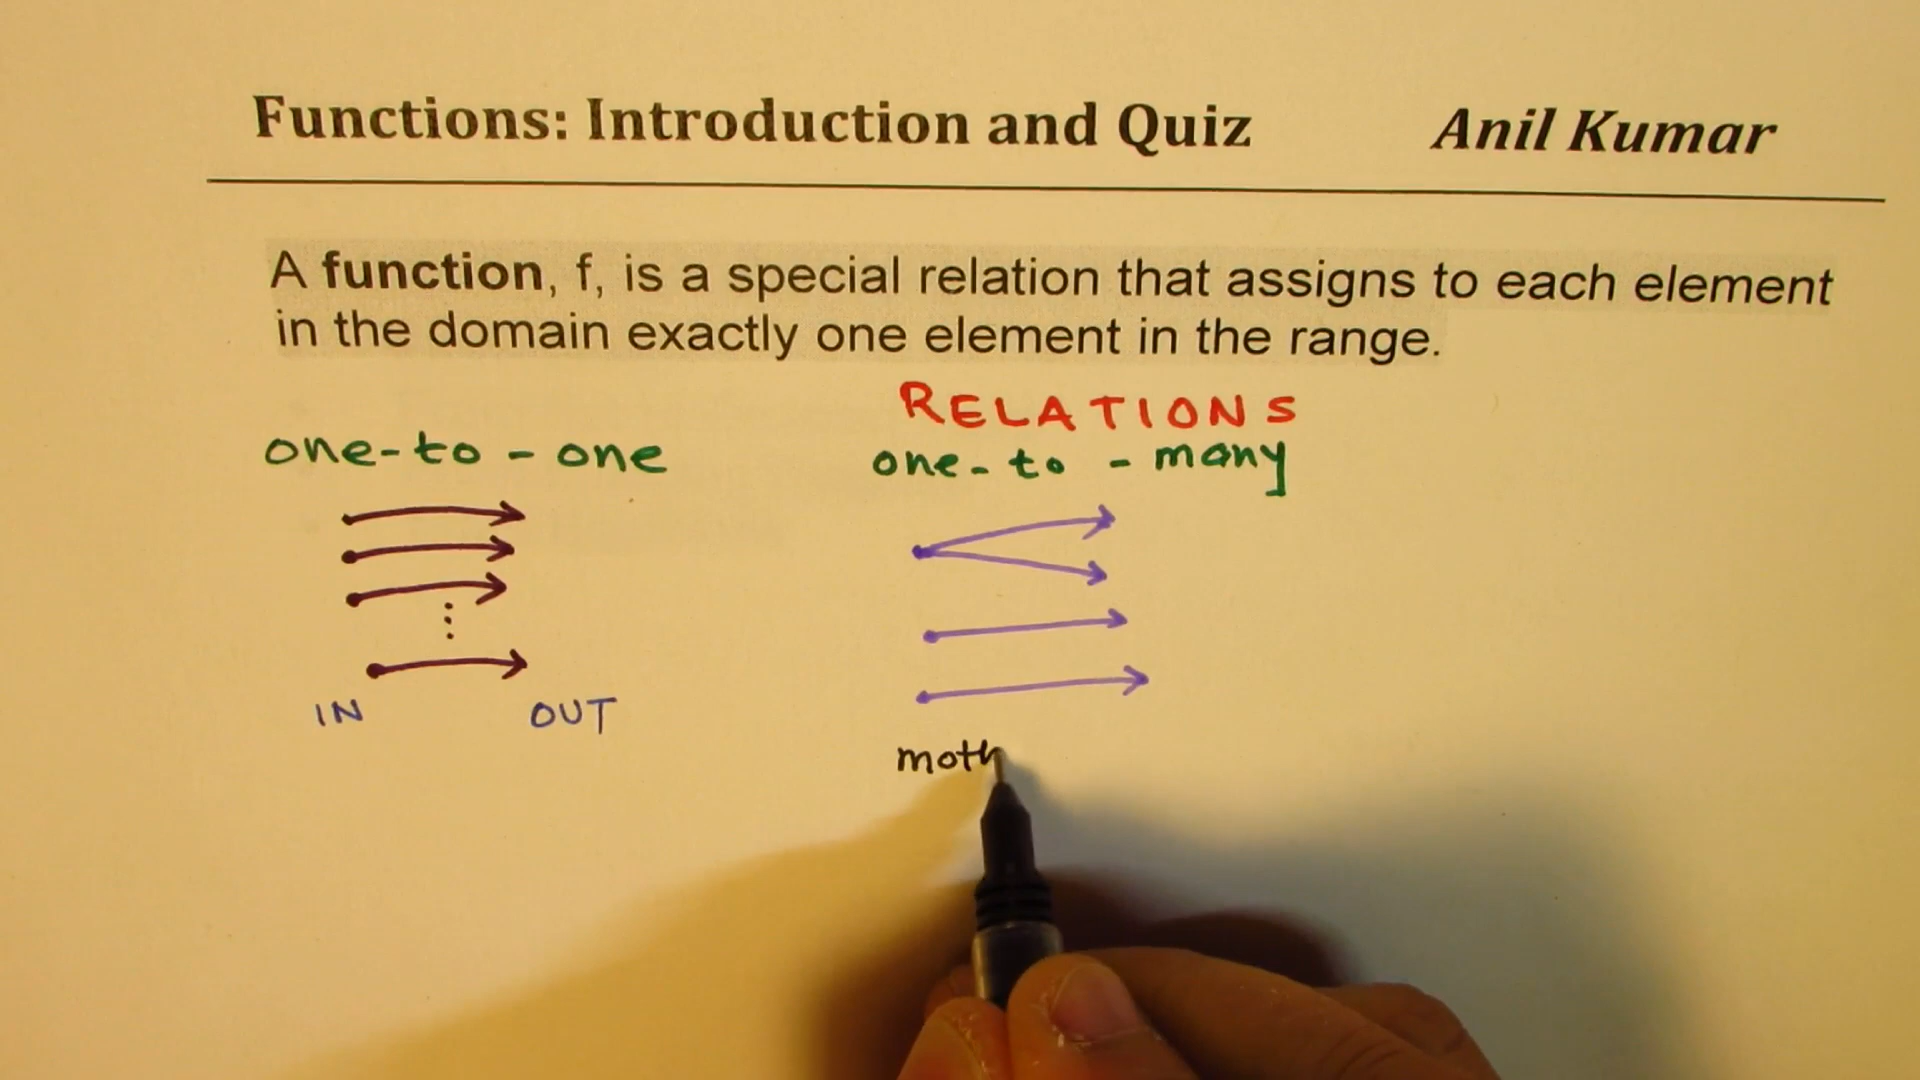 Functions: Introduction and Quiz Anil Kumar
A function, f, is a special relation that assigns to each element
in the domain exactly one element in the range.
RELATIONS
one-to-one one-to-many
IN OUT
moth